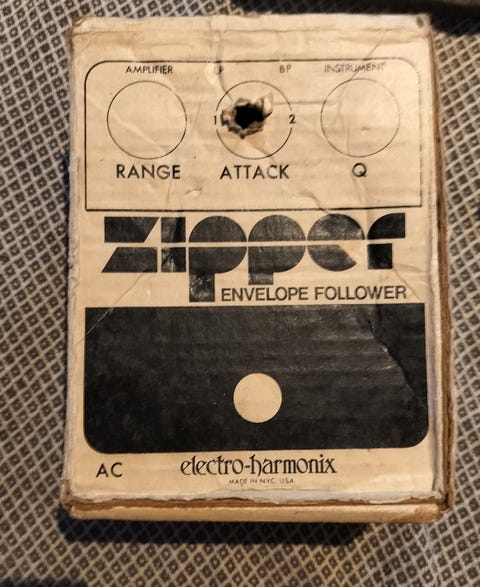 AMPLIFIER LP BP INSTRUMENT
1 2
RANGE ATTACK Q
Zipper
ENVELOPE FOLLOWER
AC electro-harmonix
MADE IN N.Y.C. U.S.A.